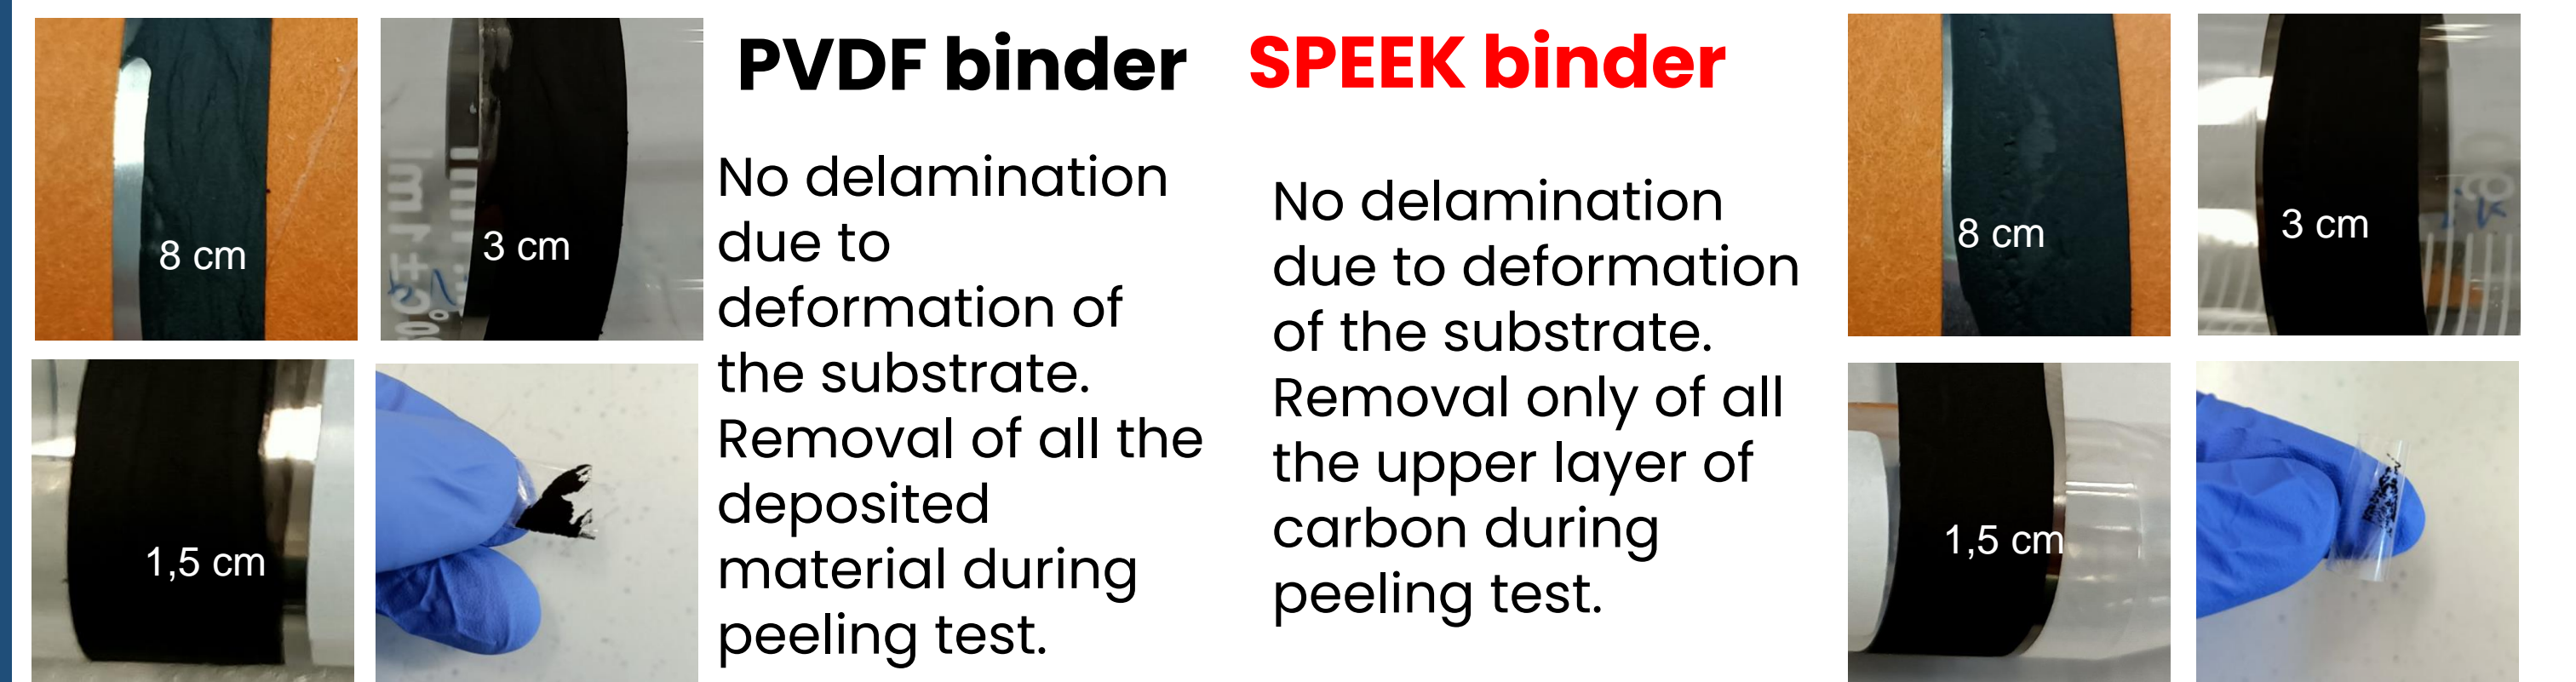 8 cm
3 cm
1,5 cm
PVDF binder
No delamination
due to
deformation of
the substrate.
Removal of all the
deposited
material during
peeling test.
SPEEK binder
No delamination
due to deformation
of the substrate.
Removal only of all
the upper layer of
carbon during
peeling test.
8 cm
3 cm
1,5 cm